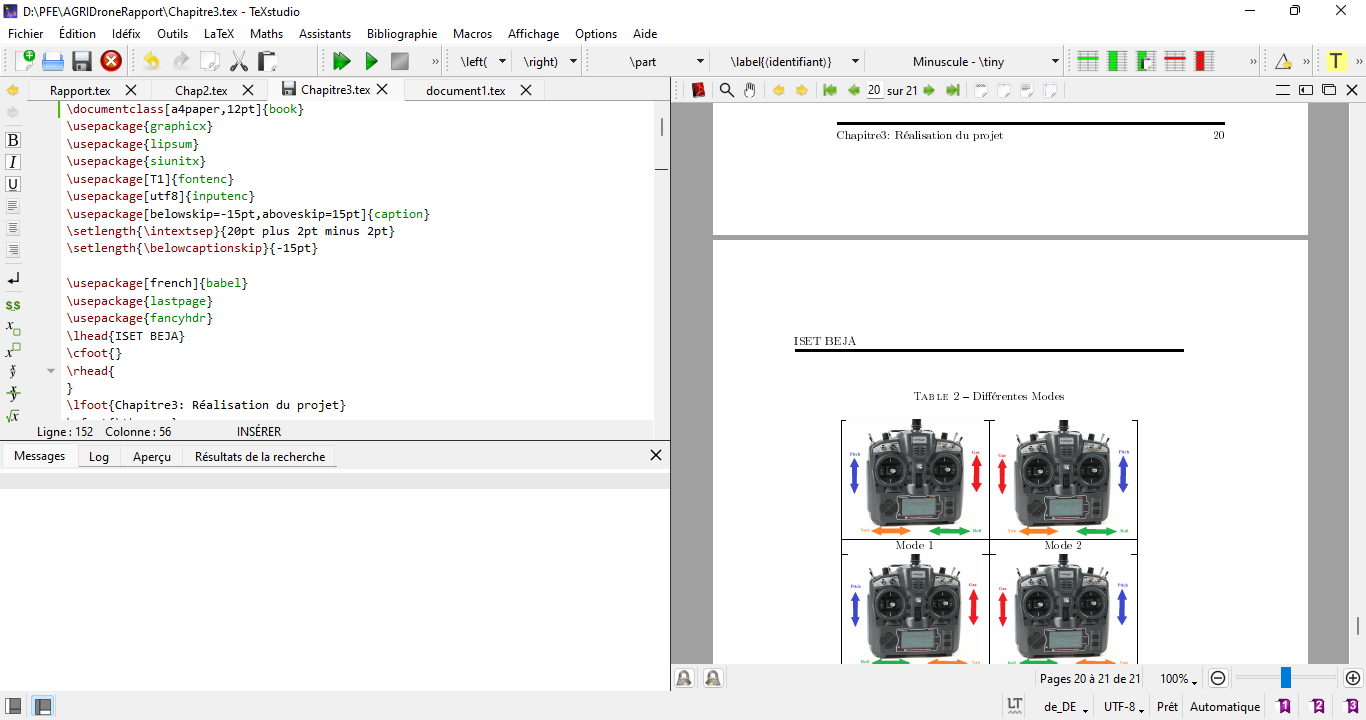 D:\PFE\AGRIDroneRapport\Chapitre3.tex - TeXstudio
Fichier Édition Idéfix Outils LaTeX Maths Assistants Bibliographie Macros Affichage Options Aide
\left( \right) \part \label{(identifiant)} Minuscule - \tiny
Rapport.tex Chap2.tex Chapitre3.tex document1.tex
\documentclass[a4paper,12pt]{book}
\usepackage{graphicx}
\usepackage{lipsum}
\usepackage{siunitx}
\usepackage[T1]{fontenc}
\usepackage[utf8]{inputenc}
\usepackage[belowskip=-15pt,aboveskip=15pt]{caption}
\setlength{\intextsep}{20pt plus 2pt minus 2pt}
\setlength{\belowcaptionskip}{-15pt}
\usepackage[french]{babel}
\usepackage{lastpage}
\usepackage{fancyhdr}
\lhead{ISET BEJA}
\cfoot{}
\rhead{
}
\lfoot{Chapitre3: Réalisation du projet}
Ligne : 152 Colonne : 56 INSÉRER
Messages Log Aperçu Résultats de la recherche
20 sur 21
Chapitre3: Réalisation du projet 20
ISET BEJA
TABLE 2 – Différentes Modes
Pitch Gaz Gaz Pitch
Yaw Roll Yaw Roll
Mode 1 Mode 2
Pitch Gaz Gaz Pitch
Roll Yaw Roll Yaw
Pages 20 à 21 de 21 100%
LT de_DE UTF-8 Prêt Automatique 1 2 3